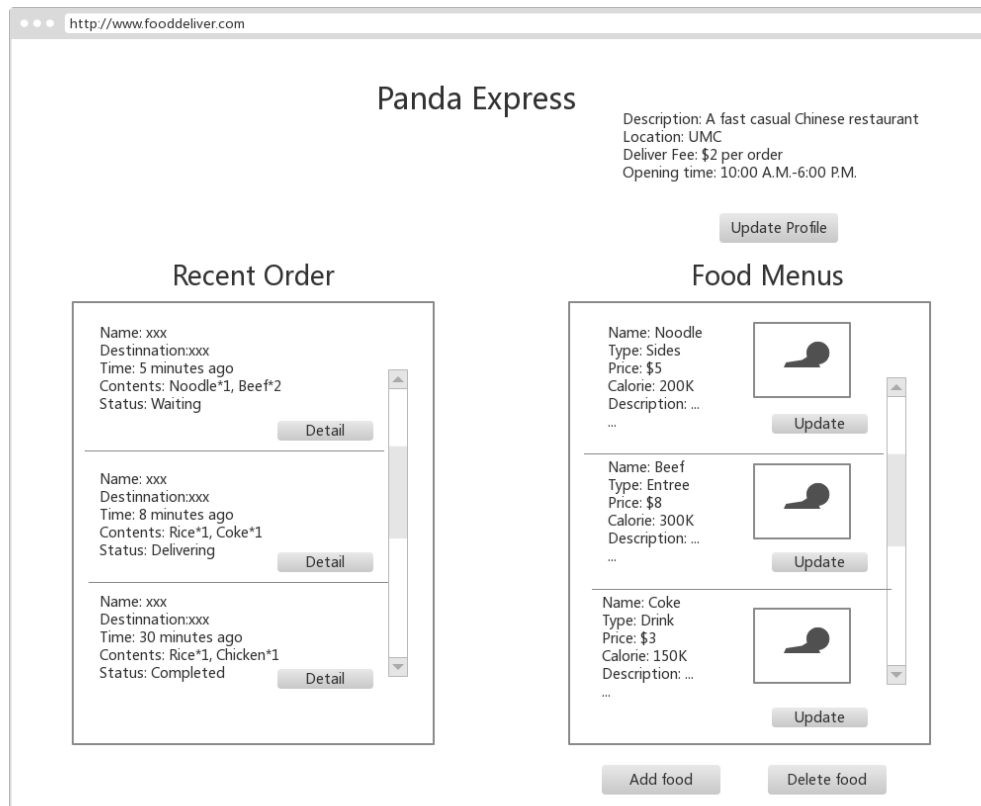 http://www.fooddeliver.com
Panda Express
Description: A fast casual Chinese restaurant
Location: UMC
Deliver Fee: $2 per order
Opening time: 10:00 A.M.-6:00 P.M.
Update Profile
Recent Order
Name: xxx
Destinnation:xxx
Time: 5 minutes ago
Contents: Noodle*1, Beef*2
Status: Waiting
Detail
Name: xxx
Destinnation:xxx
Time: 8 minutes ago
Contents: Rice*1, Coke*1
Status: Delivering
Detail
Name: xxx
Destinnation:xxx
Time: 30 minutes ago
Contents: Rice*1, Chicken*1
Status: Completed
Detail
Food Menus
Name: Noodle
Type: Sides
Price: $5
Calorie: 200K
Description: ...
...
Update
Name: Beef
Type: Entree
Price: $8
Calorie: 300K
Description: ...
...
Update
Name: Coke
Type: Drink
Price: $3
Calorie: 150K
Description: ...
...
Update
Add food
Delete food